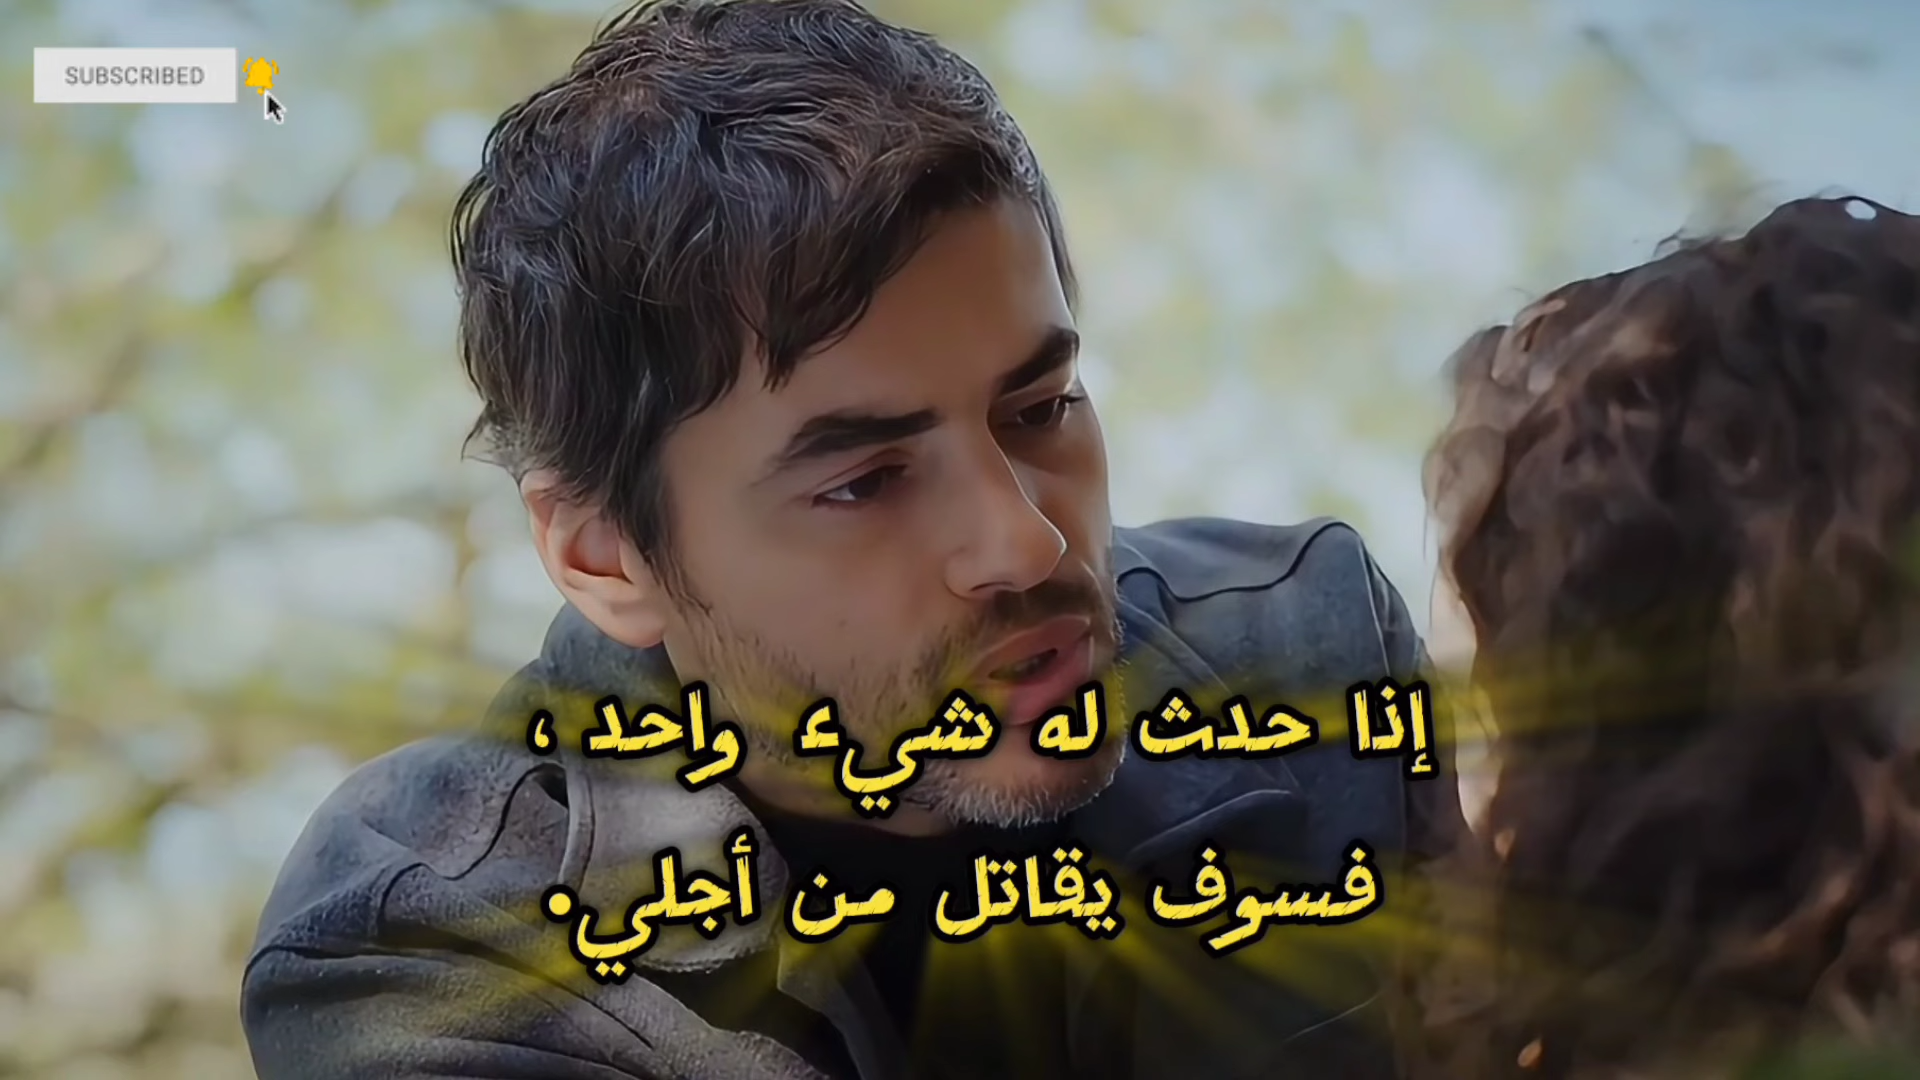 SUBSCRIBED
إذا حدث له شيء واحد ،
فسوف يقاتل من أجلي.